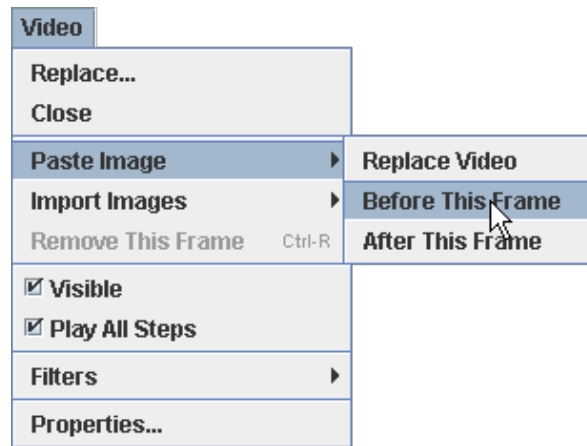 Video
Replace...
Close
Paste Image
Import Images
Remove This Frame Ctrl-R
Visible
Play All Steps
Filters
Properties...
Replace Video
Before This Frame
After This Frame